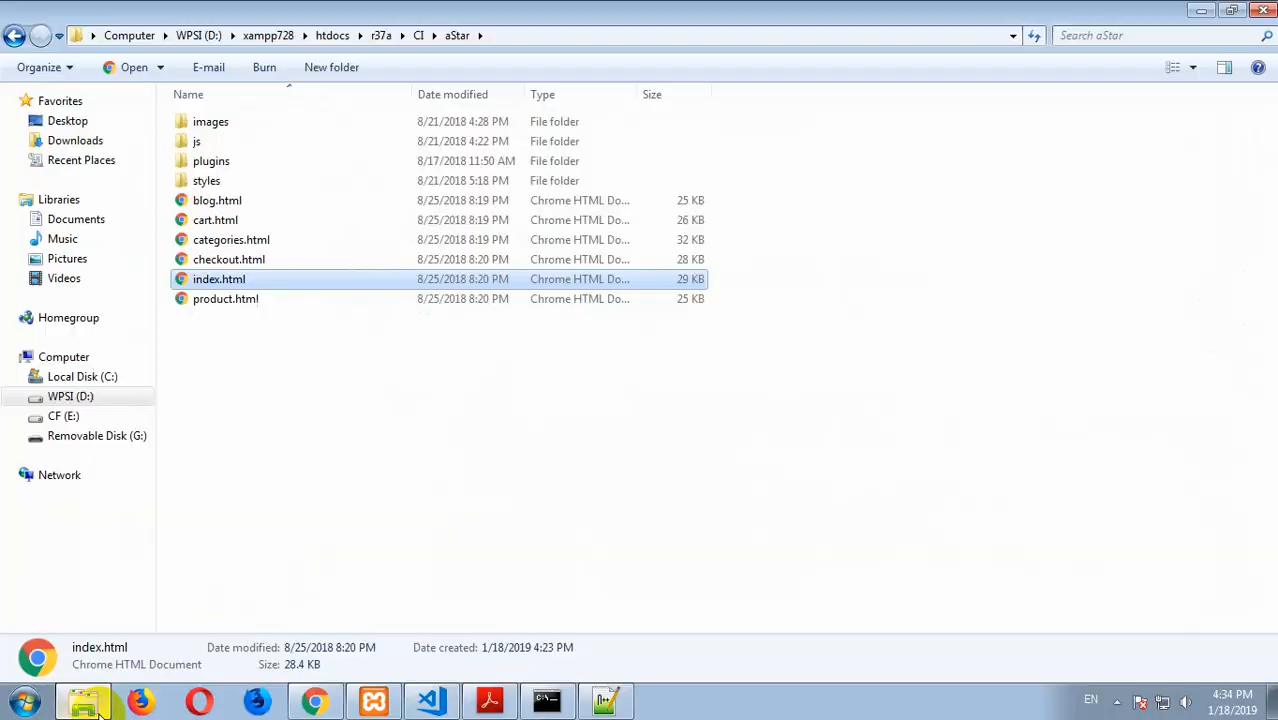 Computer WPSI (D:) xampp728 htdocs r37a CI aStar
Search aStar
Organize Open E-mail Burn New folder
Name Date modified Type Size
Favorites
Desktop
Downloads
Recent Places
Libraries
Documents
Music
Pictures
Videos
Homegroup
Computer
Local Disk (C:)
WPSI (D:)
CF (E:)
Removable Disk (G:)
Network
images 8/21/2018 4:28 PM File folder
js 8/21/2018 4:22 PM File folder
plugins 8/17/2018 11:50 AM File folder
styles 8/21/2018 5:18 PM File folder
blog.html 8/25/2018 8:19 PM Chrome HTML Do... 25 KB
cart.html 8/25/2018 8:19 PM Chrome HTML Do... 26 KB
categories.html 8/25/2018 8:19 PM Chrome HTML Do... 32 KB
checkout.html 8/25/2018 8:20 PM Chrome HTML Do... 28 KB
index.html 8/25/2018 8:20 PM Chrome HTML Do... 29 KB
product.html 8/25/2018 8:20 PM Chrome HTML Do... 25 KB
index.html Date modified: 8/25/2018 8:20 PM Date created: 1/18/2019 4:23 PM
Chrome HTML Document Size: 28.4 KB
EN
4:34 PM
1/18/2019